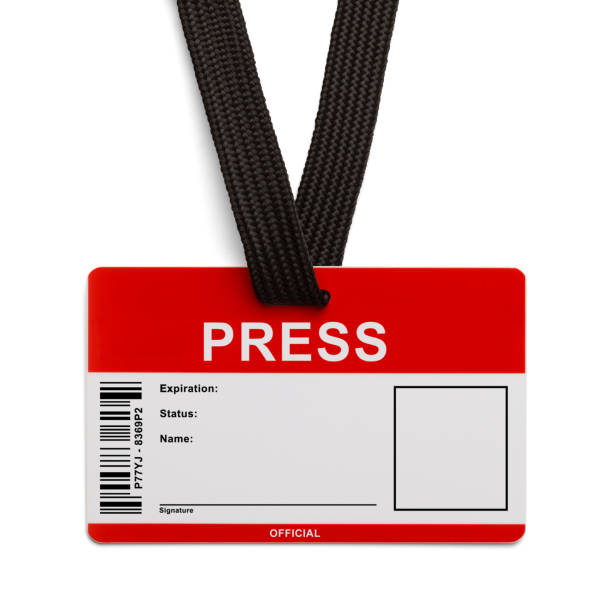 PRESS
Expiration:
Status:
Name:
Signature
P77YJ - 8369P2
OFFICIAL